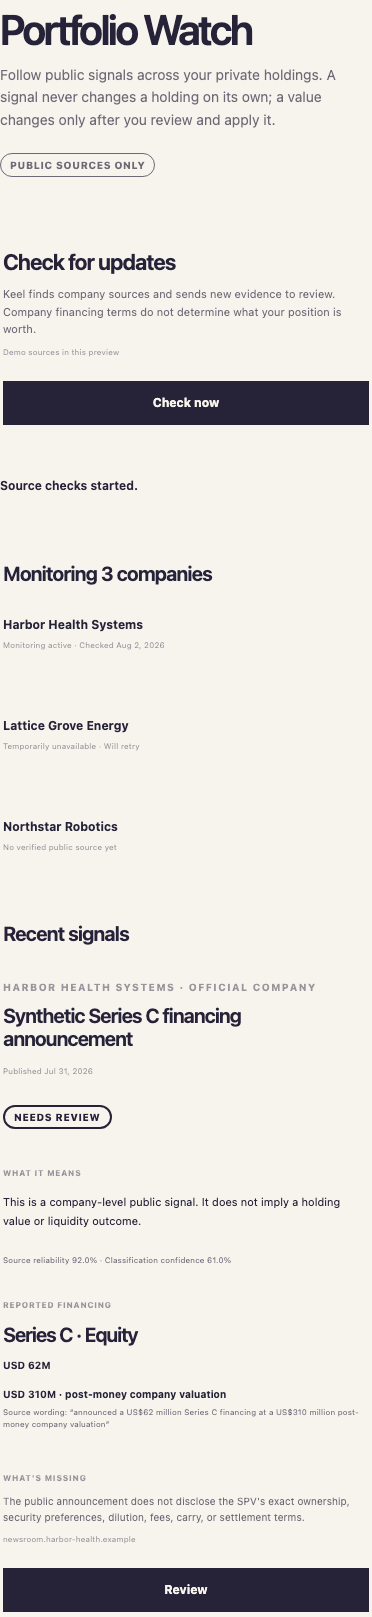 Portfolio Watch
Follow public signals across your private holdings. A
signal never changes a holding on its own; a value
changes only after you review and apply it.
PUBLIC SOURCES ONLY
Check for updates
Keel finds company sources and sends new evidence to review.
Company financing terms do not determine what your position is
worth.
Demo sources in this preview
Check now
Source checks started.
Monitoring 3 companies
Harbor Health Systems
Monitoring active · Checked Aug 2, 2026
Lattice Grove Energy
Temporarily unavailable · Will retry
Northstar Robotics
No verified public source yet
Recent signals
HARBOR HEALTH SYSTEMS · OFFICIAL COMPANY
Synthetic Series C financing
announcement
Published Jul 31, 2026
NEEDS REVIEW
WHAT IT MEANS
This is a company-level public signal. It does not imply a holding
value or liquidity outcome.
Source reliability 92.0% · Classification confidence 61.0%
REPORTED FINANCING
Series C · Equity
USD 62M
USD 310M · post-money company valuation
Source wording: “announced a US$62 million Series C financing at a US$310 million post-
money company valuation”
WHAT'S MISSING
The public announcement does not disclose the SPV's exact ownership,
security preferences, dilution, fees, carry, or settlement terms.
newsroom.harbor-health.example
Review